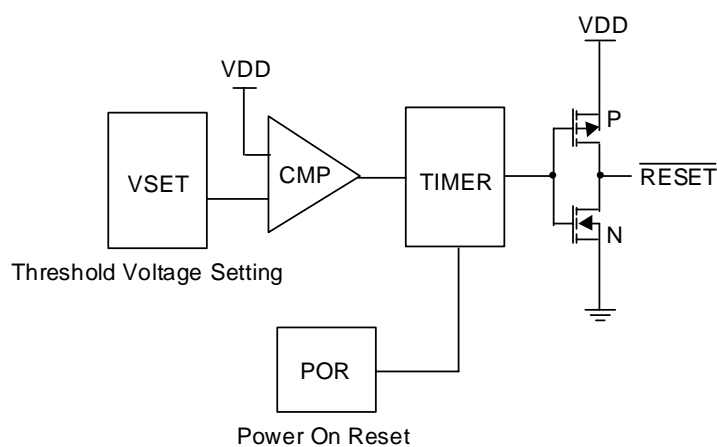 VDD
VDD
P
VSET
CMP
TIMER
RESET
N
Threshold Voltage Setting
POR
Power On Reset